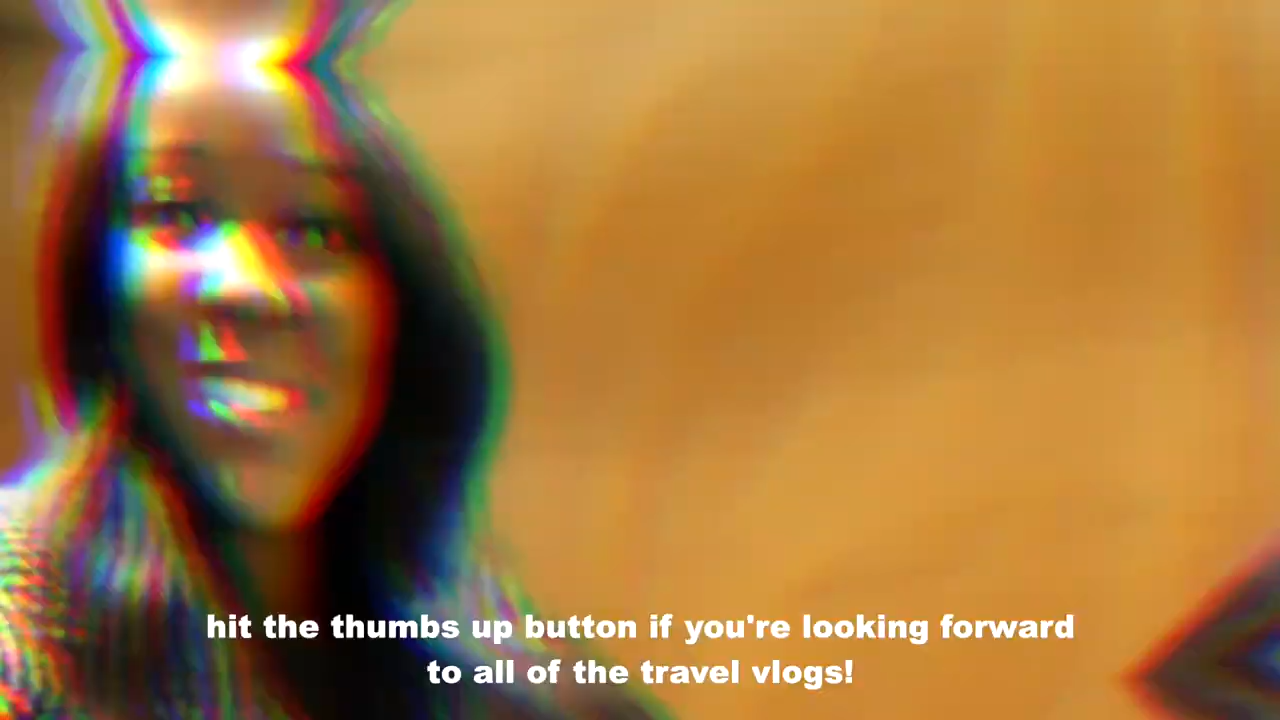 hit the thumbs up button if you're looking forward
to all of the travel vlogs!